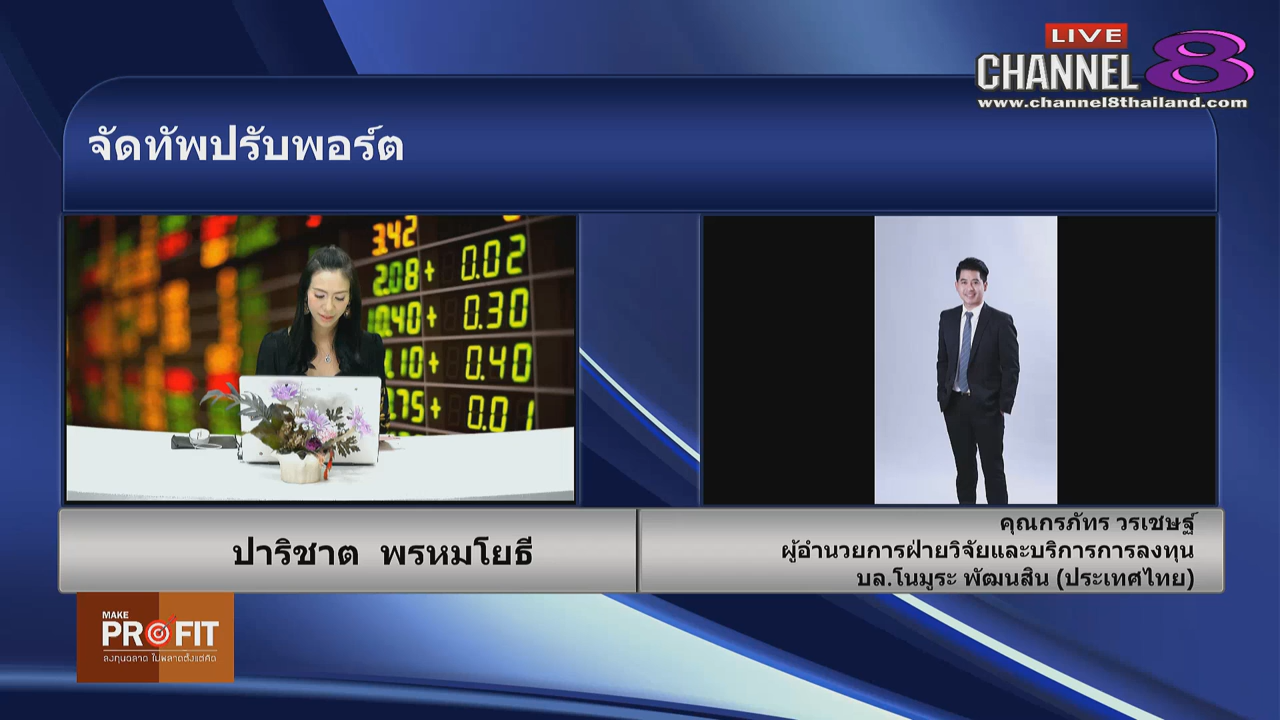 LIVE
CHANNEL 8
www.channel8thailand.com
จัดทัพปรับพอร์ต
3.42
2.08+ 0.02
10.40+ 0.30
.10+ 0.40
.75+ 0.01
ปาริชาต พรหมโยธี
คุณกรภัทร วรเชษฐ์
ผู้อำนวยการฝ่ายวิจัยและบริการการลงทุน
บล.โนมูระ พัฒนสิน (ประเทศไทย)
MAKE
PROFIT
ลงทุนฉลาด ไม่พลาดตั้งแต่คิด